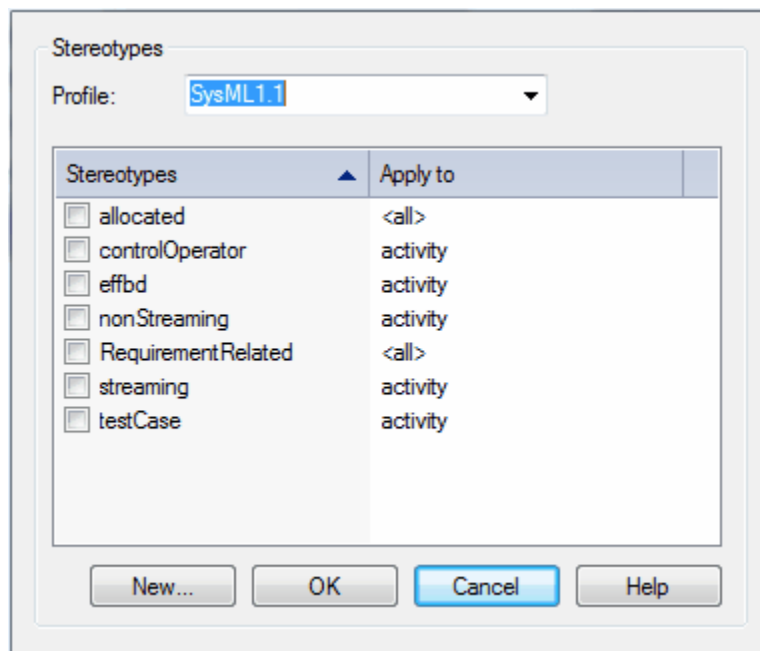 Stereotypes
Profile: SysML1.1
Stereotypes Apply to
allocated <all>
controlOperator activity
effbd activity
nonStreaming activity
RequirementRelated <all>
streaming activity
testCase activity
New... OK Cancel Help